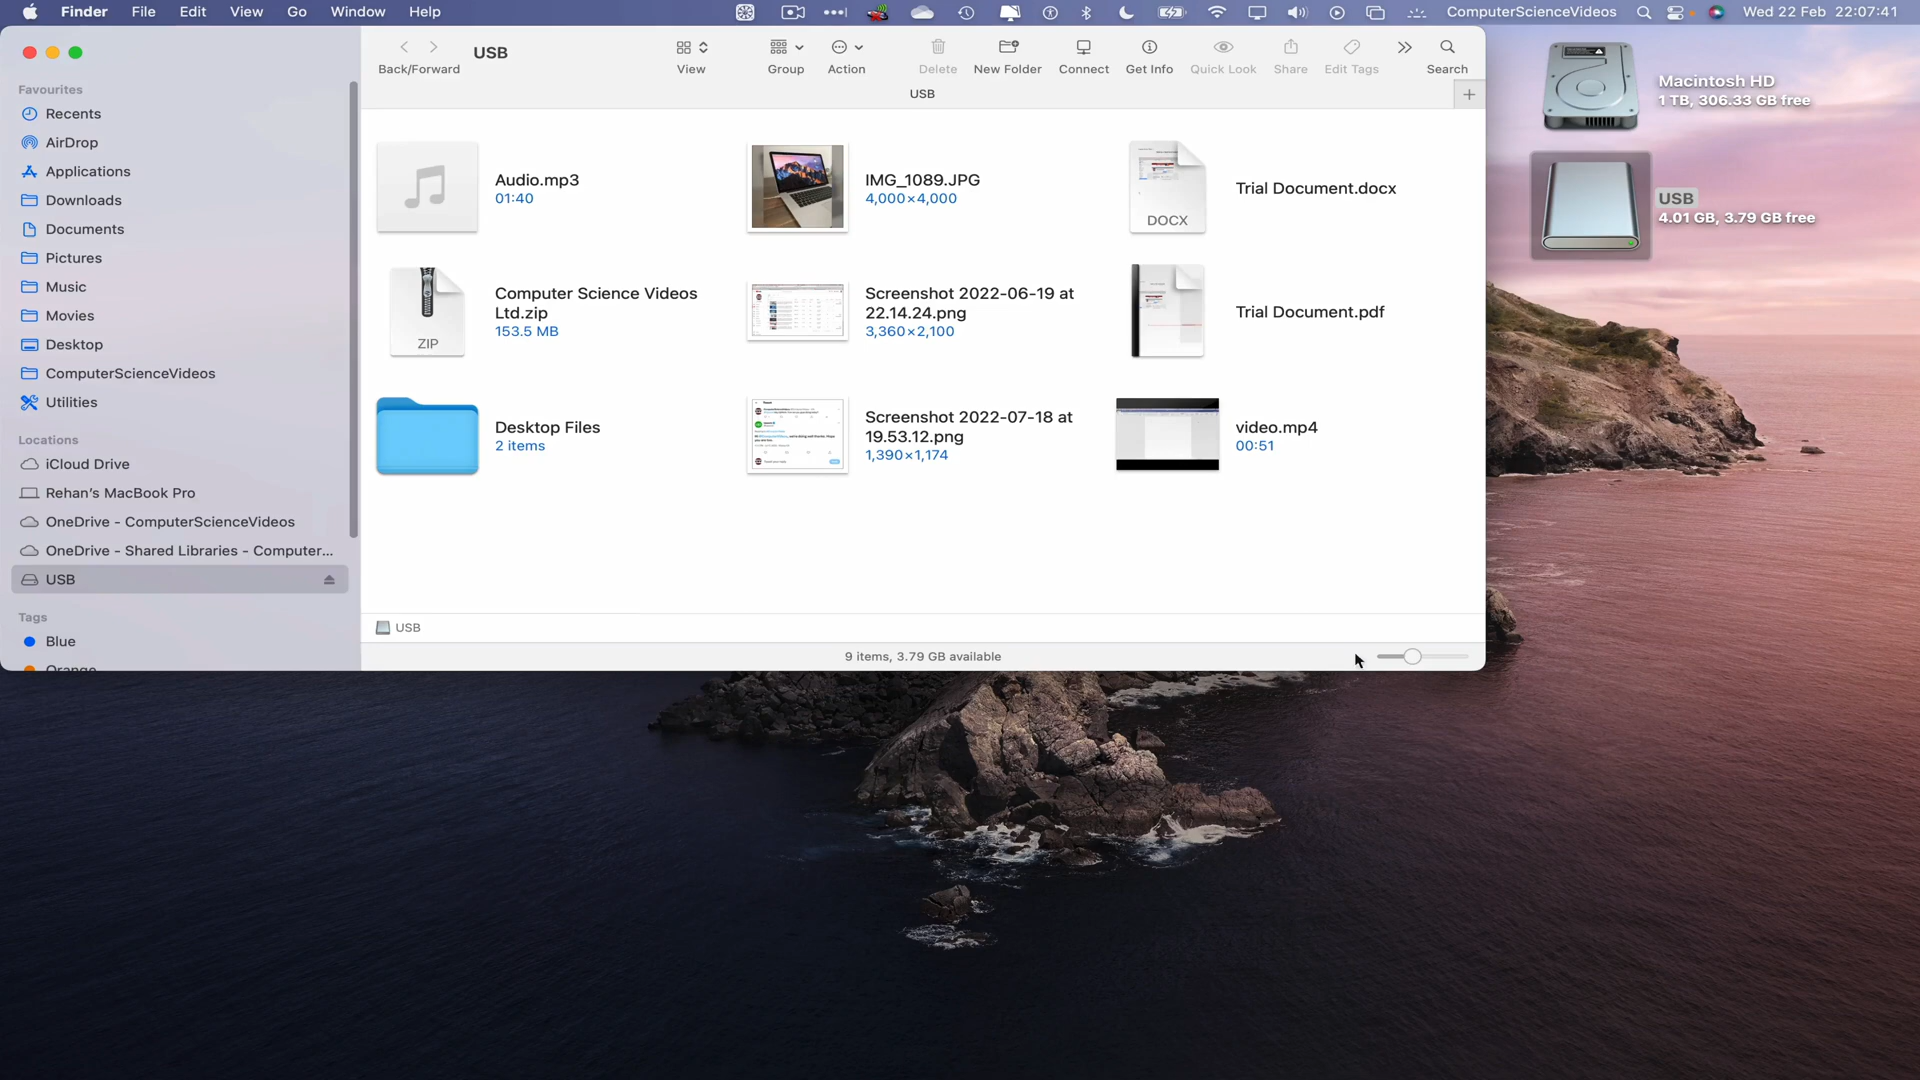 Finder File Edit View Go Window Help ComputerScienceVideos Wed 22 Feb 22:07:41
USB
Back/Forward View Group Action Delete New Folder Connect Get Info Quick Look Share Edit Tags Search
USB
Favourites
Recents
AirDrop
Applications
Downloads
Documents
Pictures
Music
Movies
Desktop
ComputerScienceVideos
Utilities
Locations
iCloud Drive
Rehan's MacBook Pro
OneDrive - ComputerScienceVideos
OneDrive - Shared Libraries - Computer...
USB
Tags
Blue
Orange
Audio.mp3
01:40
IMG_1089.JPG
4,000×4,000
DOCX
Trial Document.docx
ZIP
Computer Science Videos
Ltd.zip
153.5 MB
Screenshot 2022-06-19 at
22.14.24.png
3,360×2,100
Trial Document.pdf
Desktop Files
2 items
Screenshot 2022-07-18 at
19.53.12.png
1,390×1,174
video.mp4
00:51
USB
9 items, 3.79 GB available
Macintosh HD
1 TB, 306.33 GB free
USB
4.01 GB, 3.79 GB free